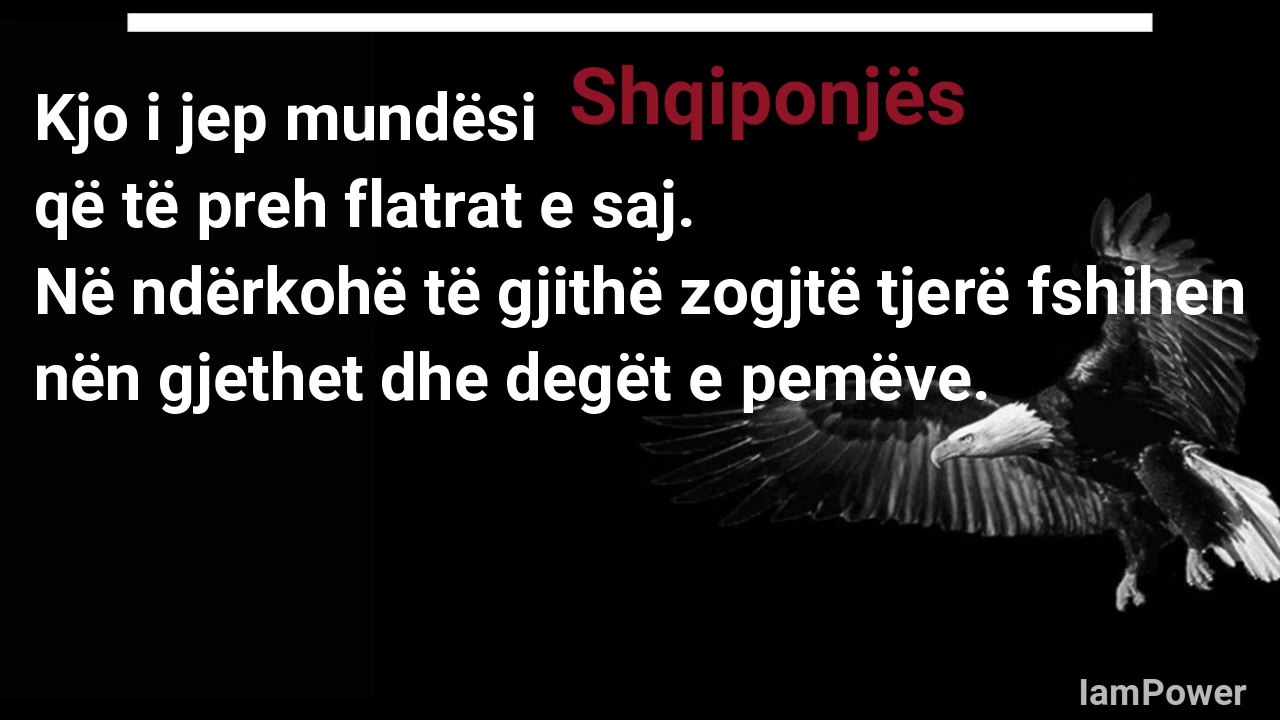 Kjo i jep mundësi Shqiponjës
që të preh flatrat e saj.
Në ndërkohë të gjithë zogjtë tjerë fshihen
nën gjethet dhe degët e pemëve.
IamPower